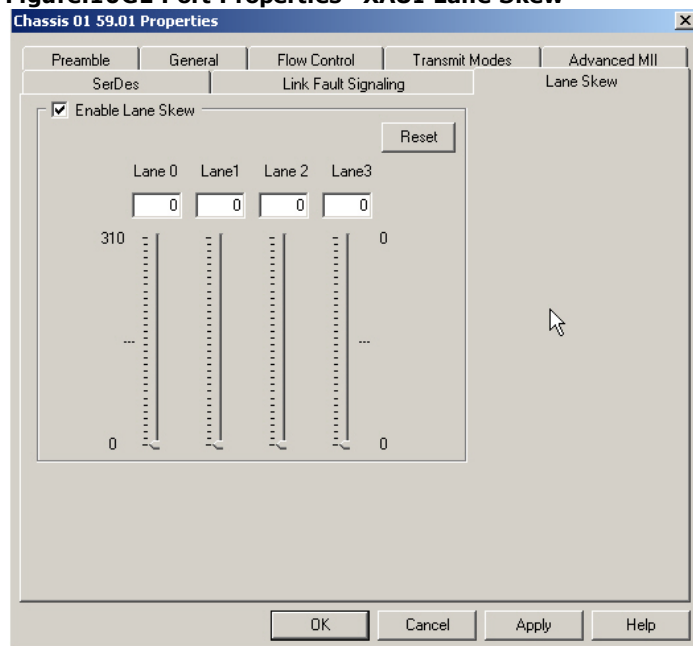 Figure:10GE Port Properties—XAUI Lane Skew
Chassis 01 59.01 Properties
Preamble General Flow Control Transmit Modes Advanced MII
SerDes Link Fault Signaling Lane Skew
Enable Lane Skew
Reset
Lane 0 Lane1 Lane 2 Lane3
0 0 0 0
310 0
... ...
0 0
OK Cancel Apply Help